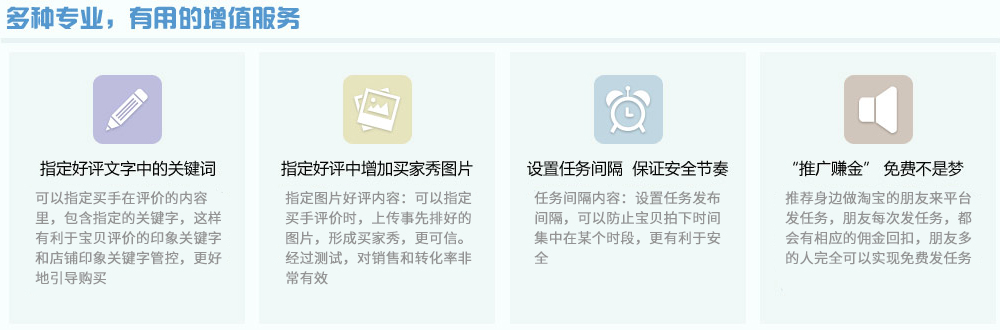 多种专业，有用的增值服务
指定好评文字中的关键词
可以指定买手在评价的内容
里，包含指定的关键字，这样
有利于宝贝评价的印象关键字
和店铺印象关键字管控，更好
地引导购买
指定好评中增加买家秀图片
指定图片好评内容：可以指定
买手评价时，上传事先排好的
图片，形成买家秀，更可信。
经过测试，对销售和转化率非
常有效
设置任务间隔 保证安全节奏
任务间隔内容：设置任务发布
间隔，可以防止宝贝拍下时间
集中在某个时段，更有利于安
全
“推广赚金” 免费不是梦
推荐身边做淘宝的朋友来平台
发任务，朋友每次发任务，都
会有相应的佣金回扣，朋友多
的人完全可以实现免费发任务